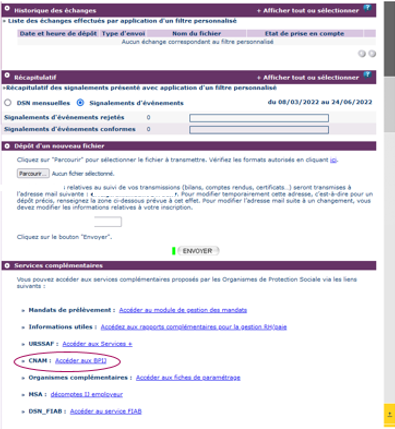 Historique des échanges + Afficher tout ou sélectionner ?
» Liste des échanges effectués par application d'un filtre personnalisé
Date et heure de dépôt Type d'envoi Nom du fichier Etat de prise en compte
Aucun échange correspondant au filtre personnalisé
Récapitulatif + Afficher tout ou sélectionner ?
»Récapitulatif des signalements présenté avec application d'un filtre personnalisé
DSN mensuelles Signalements d'événements du 08/03/2022 au 24/06/2022
Signalements d'événements rejetés 0
Signalements d'événements conformes 0
Dépôt d'un nouveau fichier
Cliquez sur "Parcourir" pour sélectionner le fichier à transmettre. Vérifiez les formats autorisés en cliquant ici.
Parcourir... Aucun fichier sélectionné.
: relatives au suivi de vos transmissions (bilans, comptes rendus, certificats..) seront transmises à
l'adresse mail suivante : . Pour modifier temporairement cette adresse, c'est-à-dire pour un
dépôt précis, renseignez la zone ci-dessous prévue à cet effet. Pour modifier l'adresse mail suite à un changement, vous
devez modifier les informations relatives à votre inscription.
Cliquez sur le bouton "Envoyer".
ENVOYER
Services complémentaires
Vous pouvez accéder aux services complémentaires proposés par les Organismes de Protection Sociale via les liens
suivants :
» Mandats de prélèvement : Accéder au module de gestion des mandats
» Informations utiles : Accédez aux rapports complémentaires pour la gestion RH/paie
» URSSAF : Accéder aux Services +
» CNAM : Accéder aux BPIJ
» Organismes complémentaires : Accéder aux fiches de paramétrage
» MSA : décomptes IJ employeur
» DSN_FIAB : Accéder au service FIAB